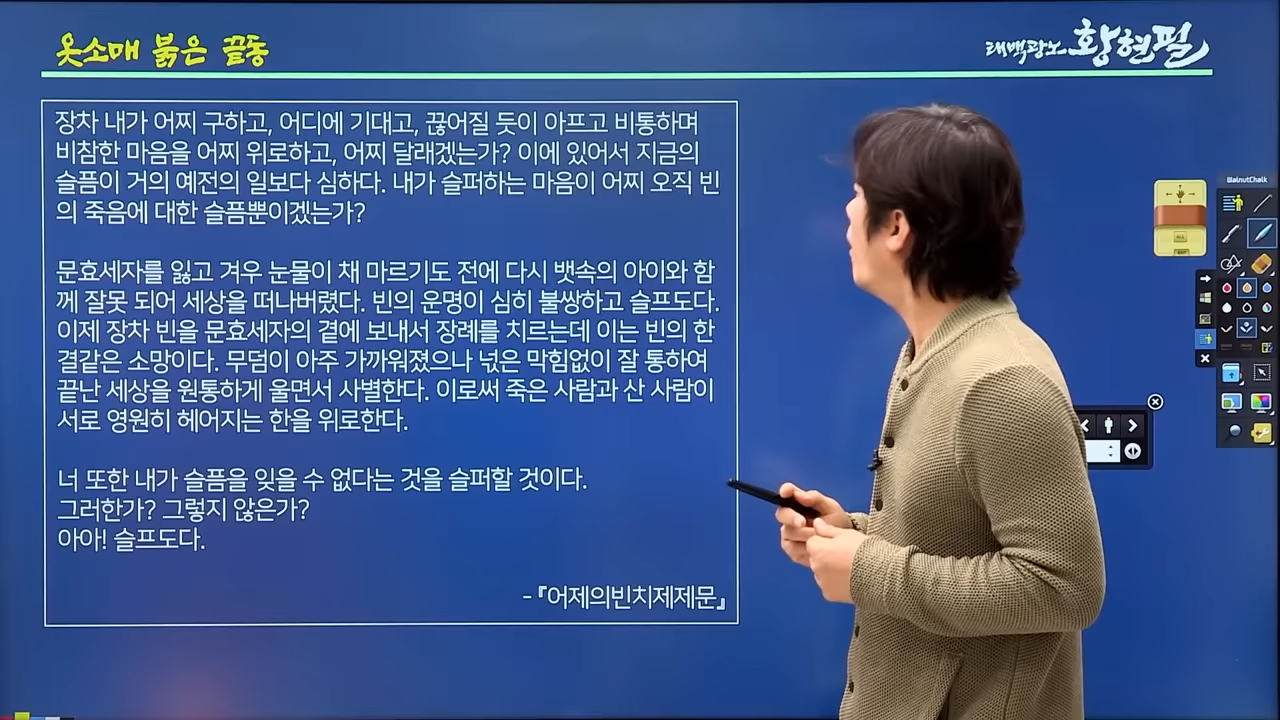 옷소매 붉은 끝동
태백광노 황현필
장차 내가 어찌 구하고, 어디에 기대고, 끊어질 듯이 아프고 비통하며
비참한 마음을 어찌 위로하고, 어찌 달래겠는가? 이에 있어서 지금의
슬픔이 거의 예전의 일보다 심하다. 내가 슬퍼하는 마음이 어찌 오직 빈
의 죽음에 대한 슬픔뿐이겠는가?
문효세자를 잃고 겨우 눈물이 채 마르기도 전에 다시 뱃속의 아이와 함
께 잘못 되어 세상을 떠나버렸다. 빈의 운명이 심히 불쌍하고 슬프도다.
이제 장차 빈을 문효세자의 곁에 보내서 장례를 치르는데 이는 빈의 한
결같은 소망이다. 무덤이 아주 가까워졌으나 넋은 막힘없이 잘 통하여
끝난 세상을 원통하게 울면서 사별한다. 이로써 죽은 사람과 산 사람이
서로 영원히 헤어지는 한을 위로한다.
너 또한 내가 슬픔을 잊을 수 없다는 것을 슬퍼할 것이다.
그러한가? 그렇지 않은가?
아아! 슬프도다.
-『어제의빈치제제문』
WalnutChalk
ALL